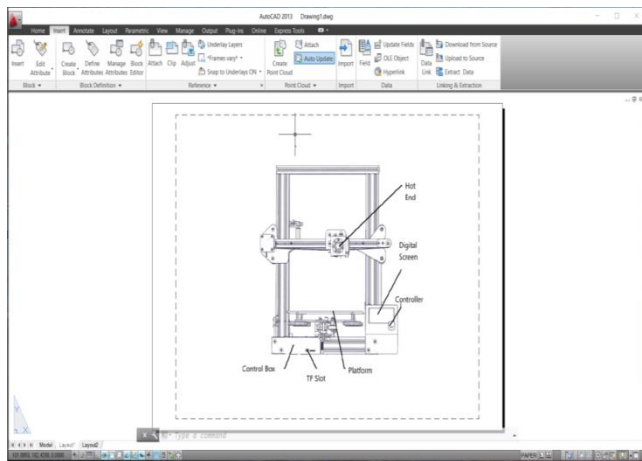 AutoCAD 2013 Drawing1.dwg
Home Insert Annotate Layout Parametric View Manage Output Plug-ins Online Express Tools
Insert
Edit
Attribute
Create
Block
Define
Attributes
Manage
Attributes
Block
Editor
Attach
Clip
Adjust
Underlay Layers
*Frames vary*
Snap to Underlays ON
Create
Point Cloud
Attach
Auto Update
Import
Field
Update Fields
OLE Object
Hyperlink
Data
Link
Download from Source
Upload to Source
Extract Data
Block Block Definition Reference Point Cloud Import Data Linking & Extraction
Hot
End
Digital
Screen
Controller
Control Box
TF Slot
Platform
Type a command
Model Layout1 Layout2
PAPER